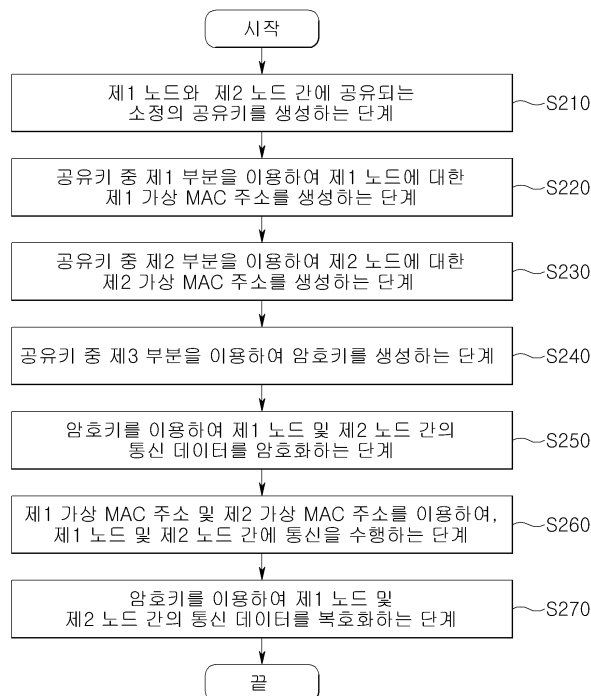 시작
제1 노드와 제2 노드 간에 공유되는
소정의 공유키를 생성하는 단계
S210
공유키 중 제1 부분을 이용하여 제1 노드에 대한
제1 가상 MAC 주소를 생성하는 단계
S220
공유키 중 제2 부분을 이용하여 제2 노드에 대한
제2 가상 MAC 주소를 생성하는 단계
S230
공유키 중 제3 부분을 이용하여 암호키를 생성하는 단계
S240
암호키를 이용하여 제1 노드 및 제2 노드 간의
통신 데이터를 암호화하는 단계
S250
제1 가상 MAC 주소 및 제2 가상 MAC 주소를 이용하여,
제1 노드 및 제2 노드 간에 통신을 수행하는 단계
S260
암호키를 이용하여 제1 노드 및
제2 노드 간의 통신 데이터를 복호화하는 단계
S270
끝